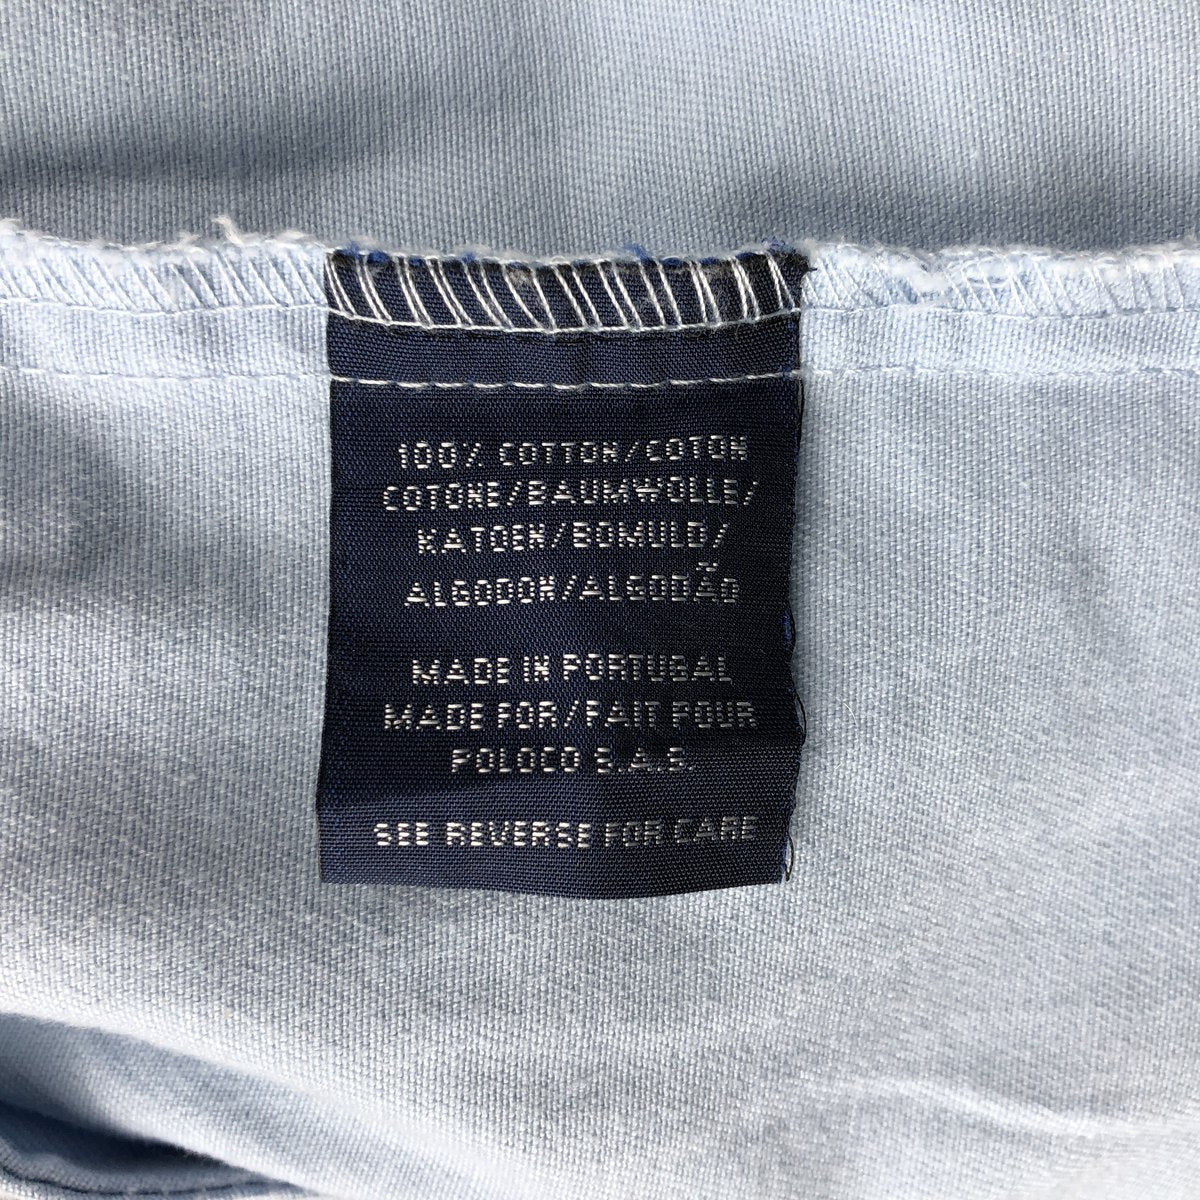 100% COTTON/COTON
COTONE/BAUMWOLLE/
KATOEN/BOMULD/
ALGODON/ALGODÃO
MADE IN PORTUGAL
MADE FOR/FAIT POUR
POLOCO S.A.S.
SEE REVERSE FOR CARE